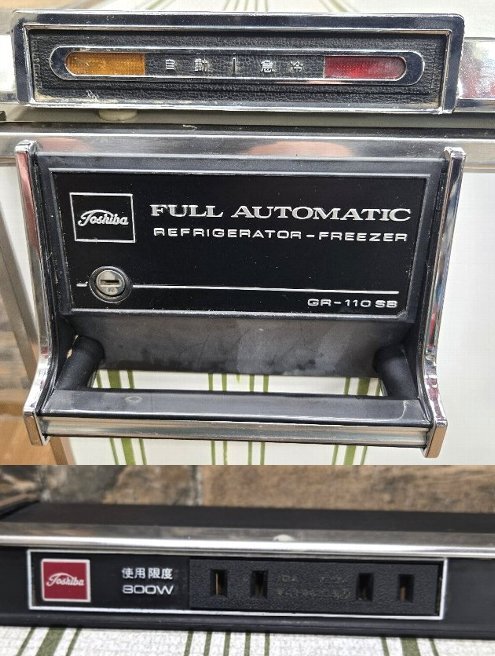 自動 急冷
Toshiba
FULL AUTOMATIC
REFRIGERATOR-FREEZER
GR-110SB
Toshiba
使用限度
800W